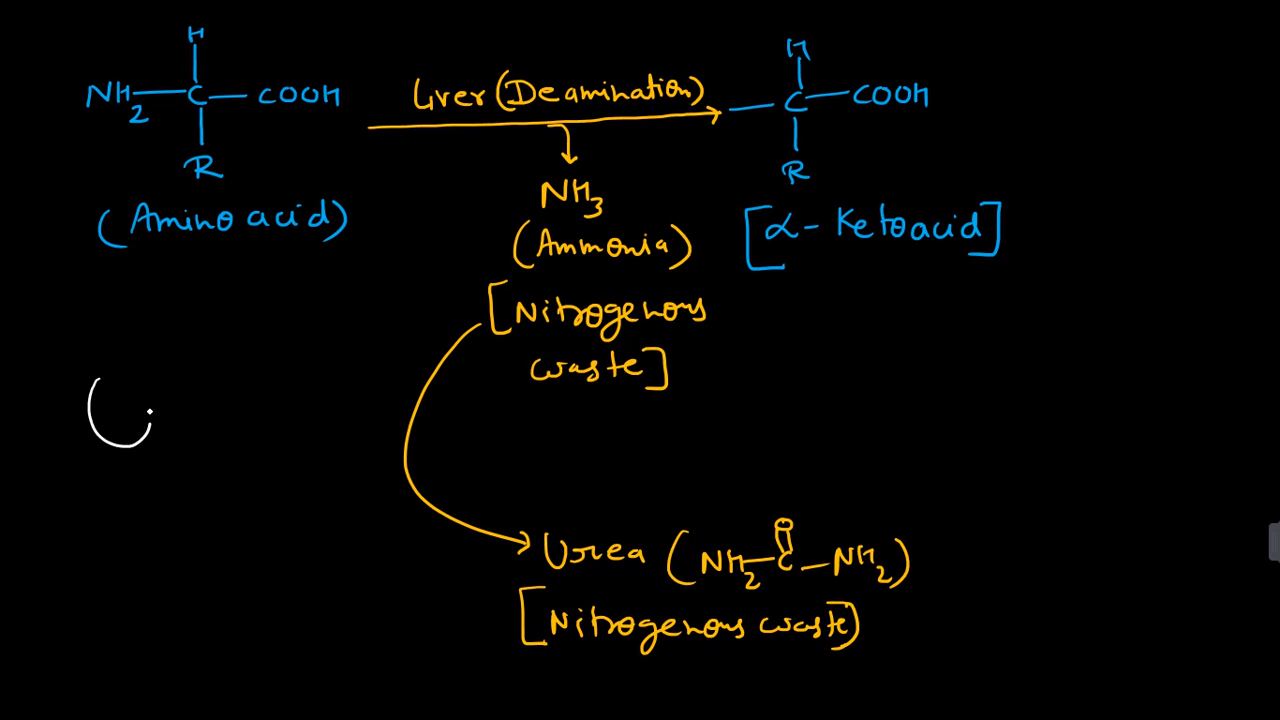 H
NH2 C COOH
R
(Amino acid)
Liver (Deamination)
NH3
(Ammonia)
[Nitrogenous
waste]
H
C COOH
R
[α- Ketoacid]
Urea (NH2-C-NH2)
O
[Nitrogenous waste]